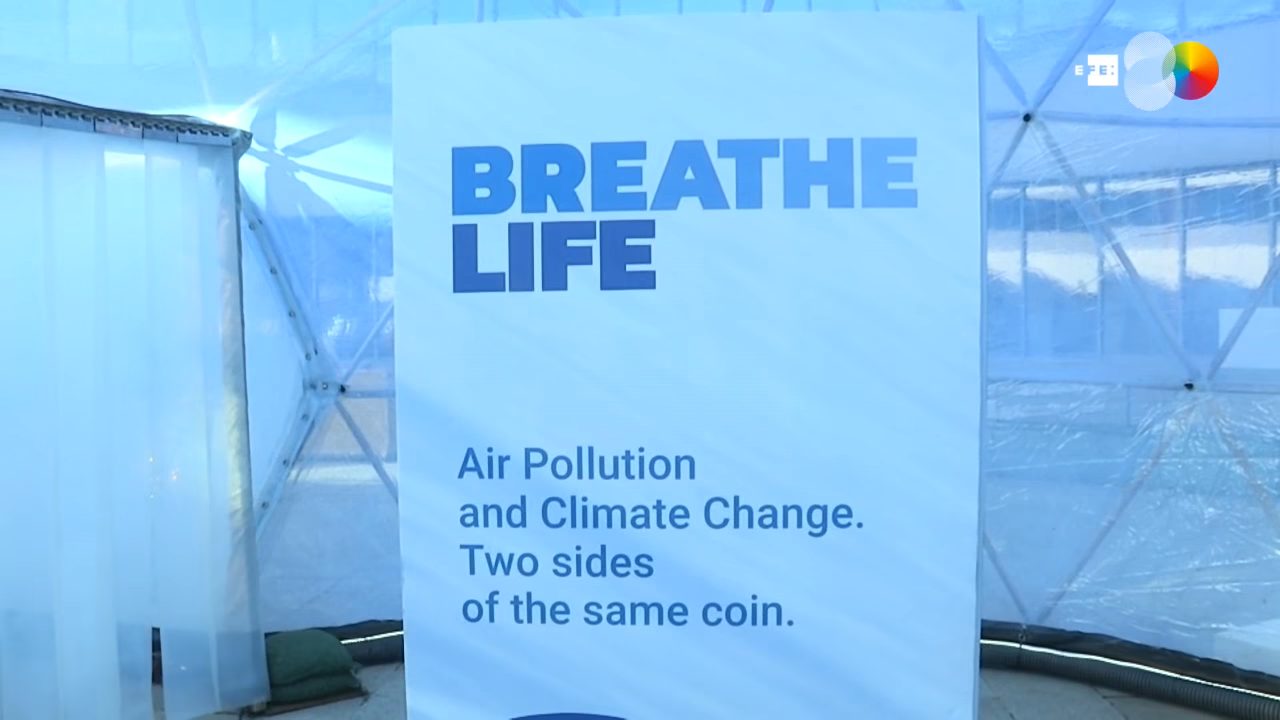 EFE:
BREATHE
LIFE
Air Pollution
and Climate Change.
Two sides
of the same coin.